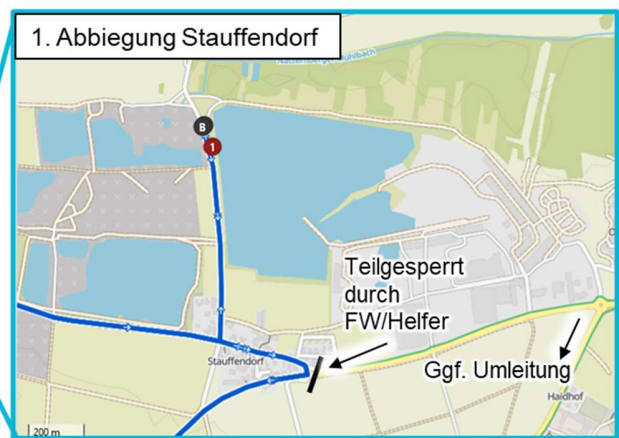 1. Abbiegung Stauffendorf
B
1
Teilgesperrt
durch
FW/Helfer
Stauffendorf
Ggf. Umleitung
Haidhof
200 m